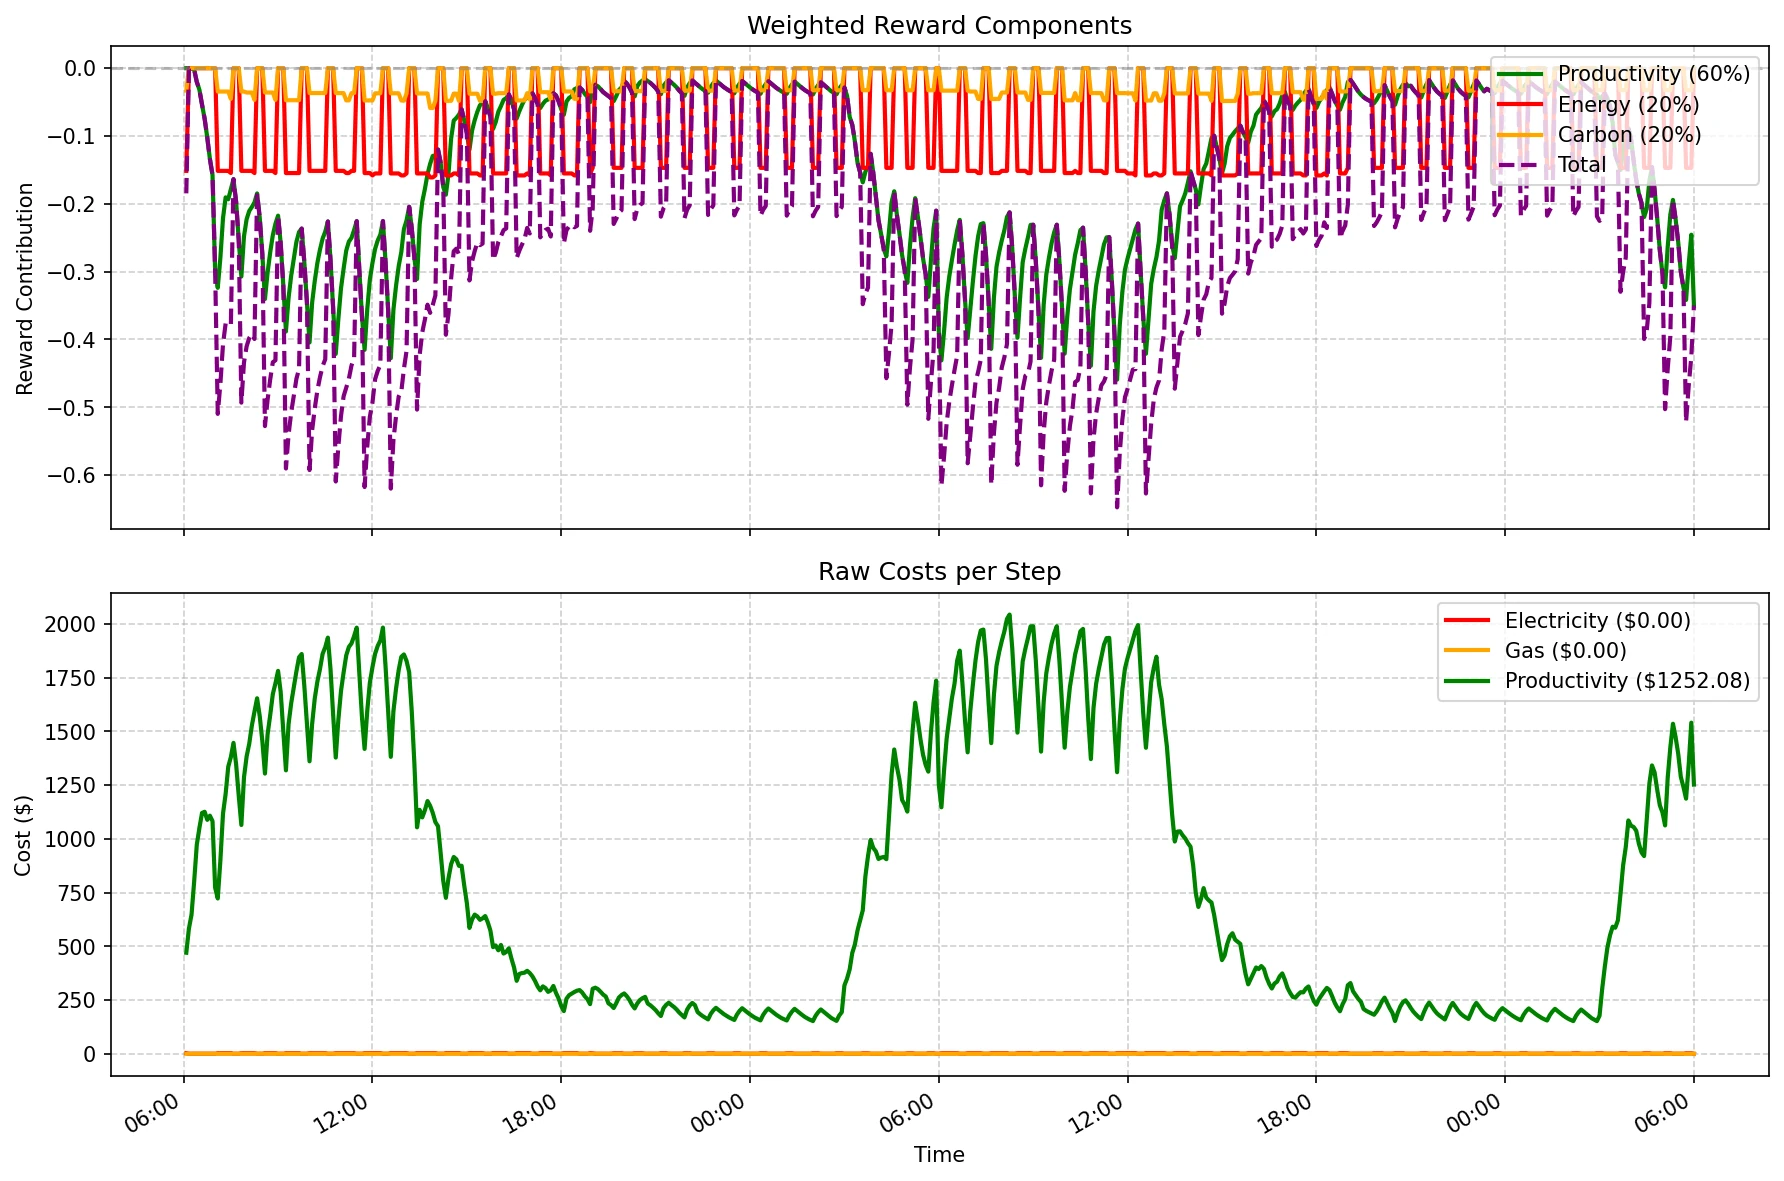 Weighted Reward Components
Reward Contribution
0.0
−0.1
−0.2
−0.3
−0.4
−0.5
−0.6
Productivity (60%)
Energy (20%)
Carbon (20%)
Total
Raw Costs per Step
Cost ($)
2000
1750
1500
1250
1000
750
500
250
0
Electricity ($0.00)
Gas ($0.00)
Productivity ($1252.08)
06:00 12:00 18:00 00:00 06:00 12:00 18:00 00:00 06:00
Time